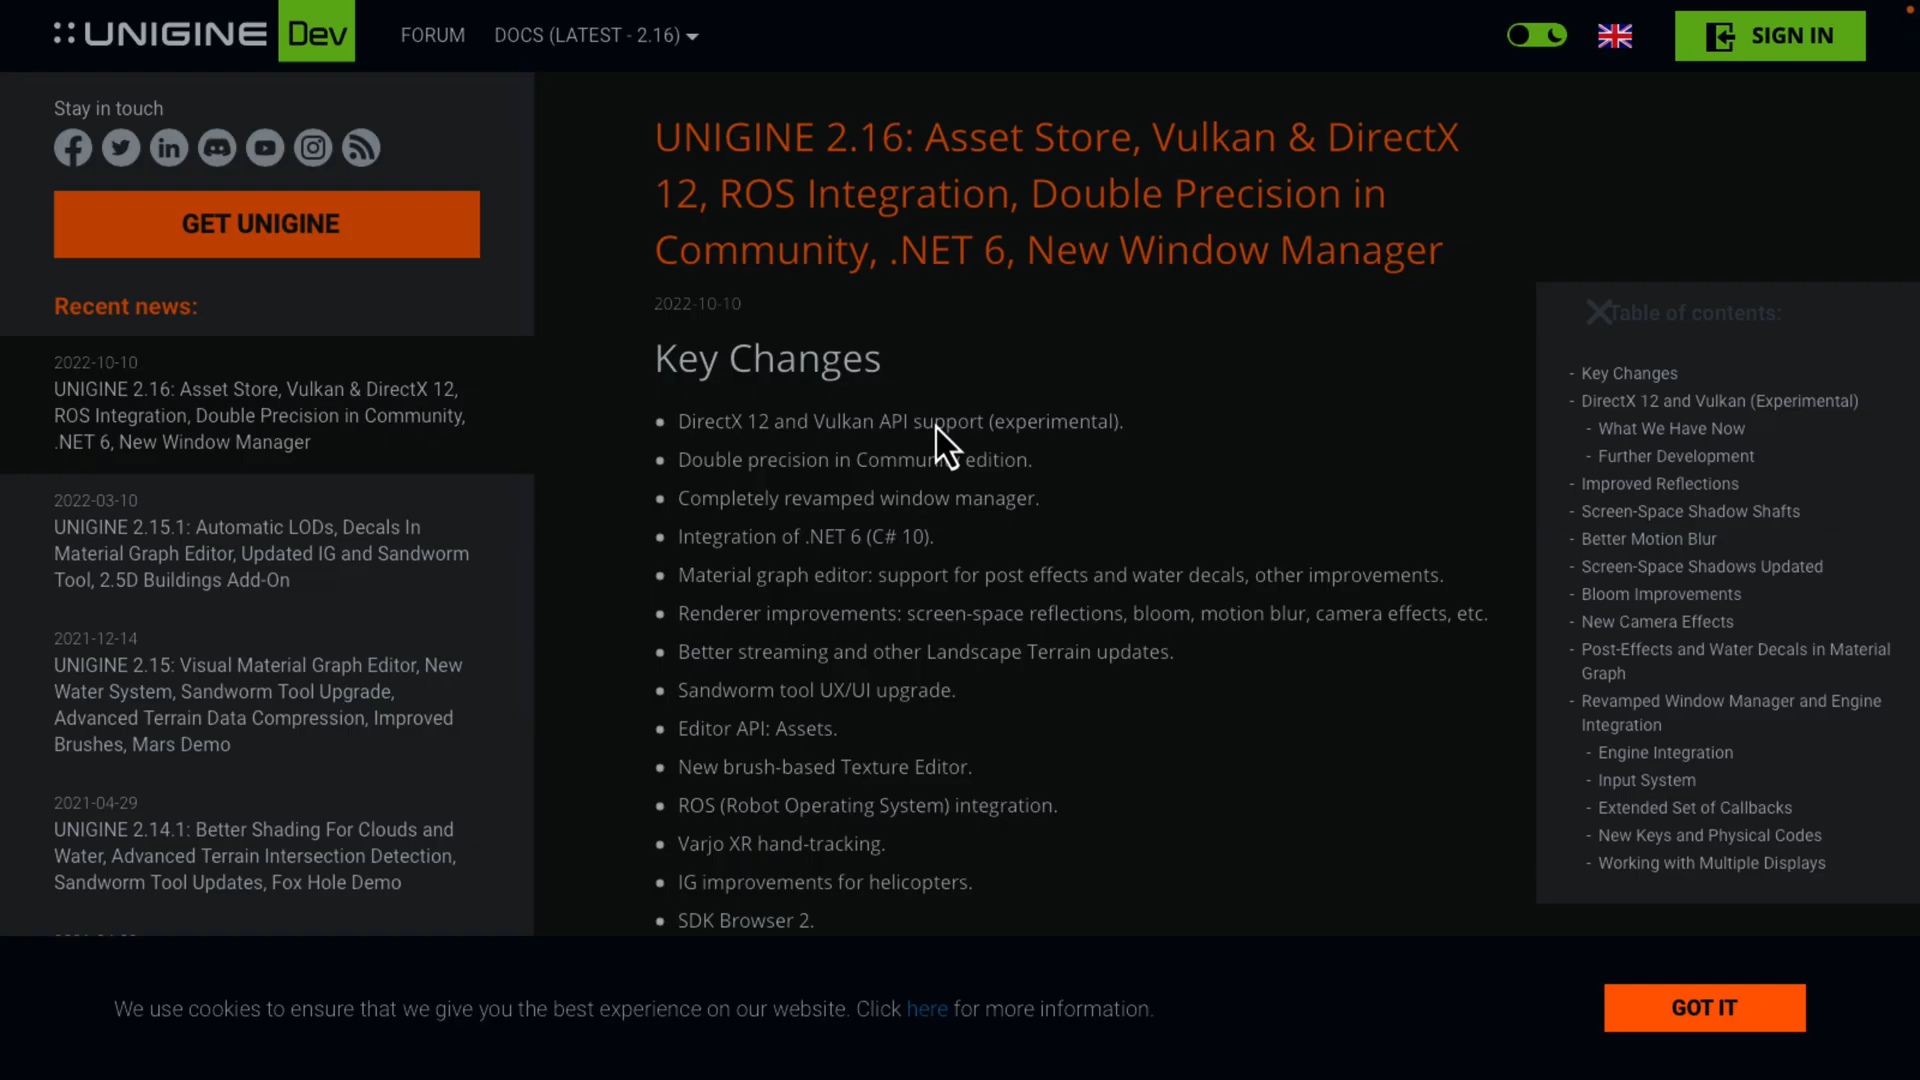 UNIGINE Dev
FORUM
DOCS (LATEST - 2.16)
SIGN IN
Stay in touch
GET UNIGINE
Recent news:
2022-10-10
UNIGINE 2.16: Asset Store, Vulkan & DirectX 12,
ROS Integration, Double Precision in Community,
.NET 6, New Window Manager
2022-03-10
UNIGINE 2.15.1: Automatic LODs, Decals In
Material Graph Editor, Updated IG and Sandworm
Tool, 2.5D Buildings Add-On
2021-12-14
UNIGINE 2.15: Visual Material Graph Editor, New
Water System, Sandworm Tool Upgrade,
Advanced Terrain Data Compression, Improved
Brushes, Mars Demo
2021-04-29
UNIGINE 2.14.1: Better Shading For Clouds and
Water, Advanced Terrain Intersection Detection,
Sandworm Tool Updates, Fox Hole Demo
UNIGINE 2.16: Asset Store, Vulkan & DirectX
12, ROS Integration, Double Precision in
Community, .NET 6, New Window Manager
2022-10-10
Key Changes
DirectX 12 and Vulkan API support (experimental).
Double precision in edition.
Completely revamped window manager.
Integration of .NET 6 (C# 10).
Material graph editor: support for post effects and water decals, other improvements.
Renderer improvements: screen-space reflections, bloom, motion blur, camera effects, etc.
Better streaming and other Landscape Terrain updates.
Sandworm tool UX/UI upgrade.
Editor API: Assets.
New brush-based Texture Editor.
ROS (Robot Operating System) integration.
Varjo XR hand-tracking.
IG improvements for helicopters.
SDK Browser 2.
Table of contents:
- Key Changes
- DirectX 12 and Vulkan (Experimental)
- What We Have Now
- Further Development
- Improved Reflections
- Screen-Space Shadow Shafts
- Better Motion Blur
- Screen-Space Shadows Updated
- Bloom Improvements
- New Camera Effects
- Post-Effects and Water Decals in Material
Graph
- Revamped Window Manager and Engine
Integration
- Engine Integration
- Input System
- Extended Set of Callbacks
- New Keys and Physical Codes
- Working with Multiple Displays
We use cookies to ensure that we give you the best experience on our website. Click here for more information.
GOT IT